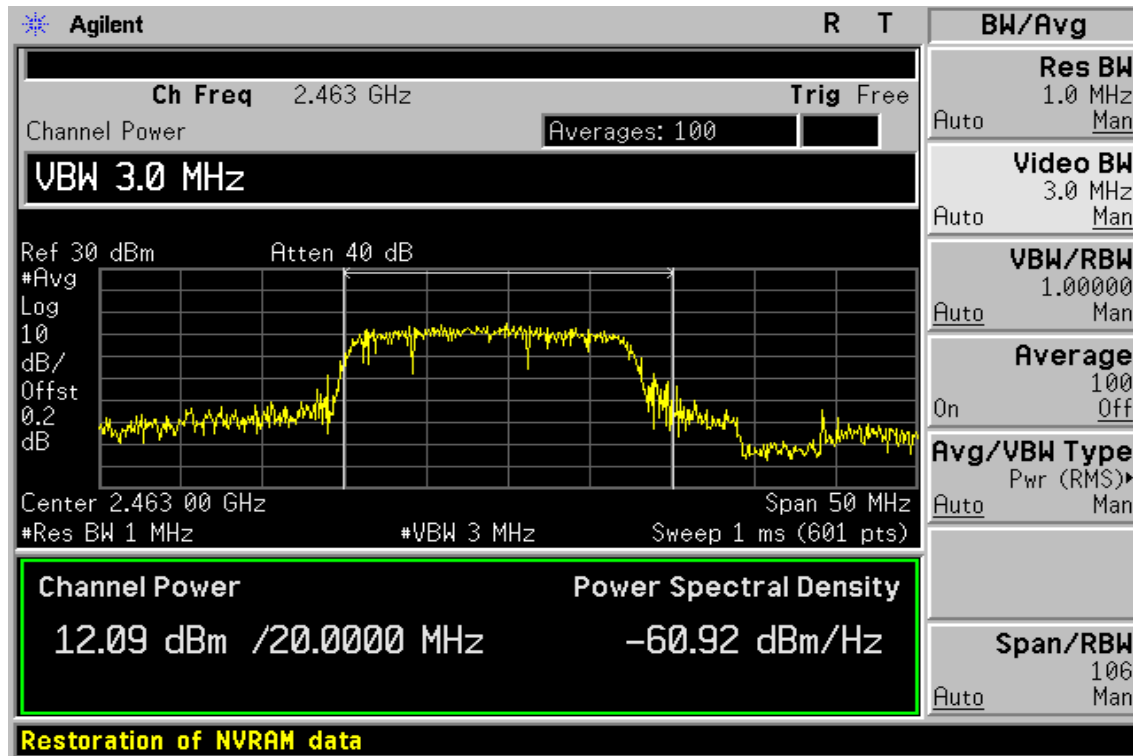 Agilent R T BW/Avg
Ch Freq 2.463 GHz Trig Free
Channel Power Averages: 100
VBW 3.0 MHz
Ref 30 dBm Atten 40 dB
#Avg
Log
10
dB/
Offst
0.2
dB
Center 2.463 00 GHz Span 50 MHz
#Res BW 1 MHz #VBW 3 MHz Sweep 1 ms (601 pts)
Channel Power Power Spectral Density
12.09 dBm /20.0000 MHz -60.92 dBm/Hz
Restoration of NVRAM data
Res BW
1.0 MHz
Auto Man
Video BW
3.0 MHz
Auto Man
VBW/RBW
1.00000
Auto Man
Average
100
On Off
Avg/VBW Type
Pwr (RMS)▸
Auto Man
Span/RBW
106
Auto Man